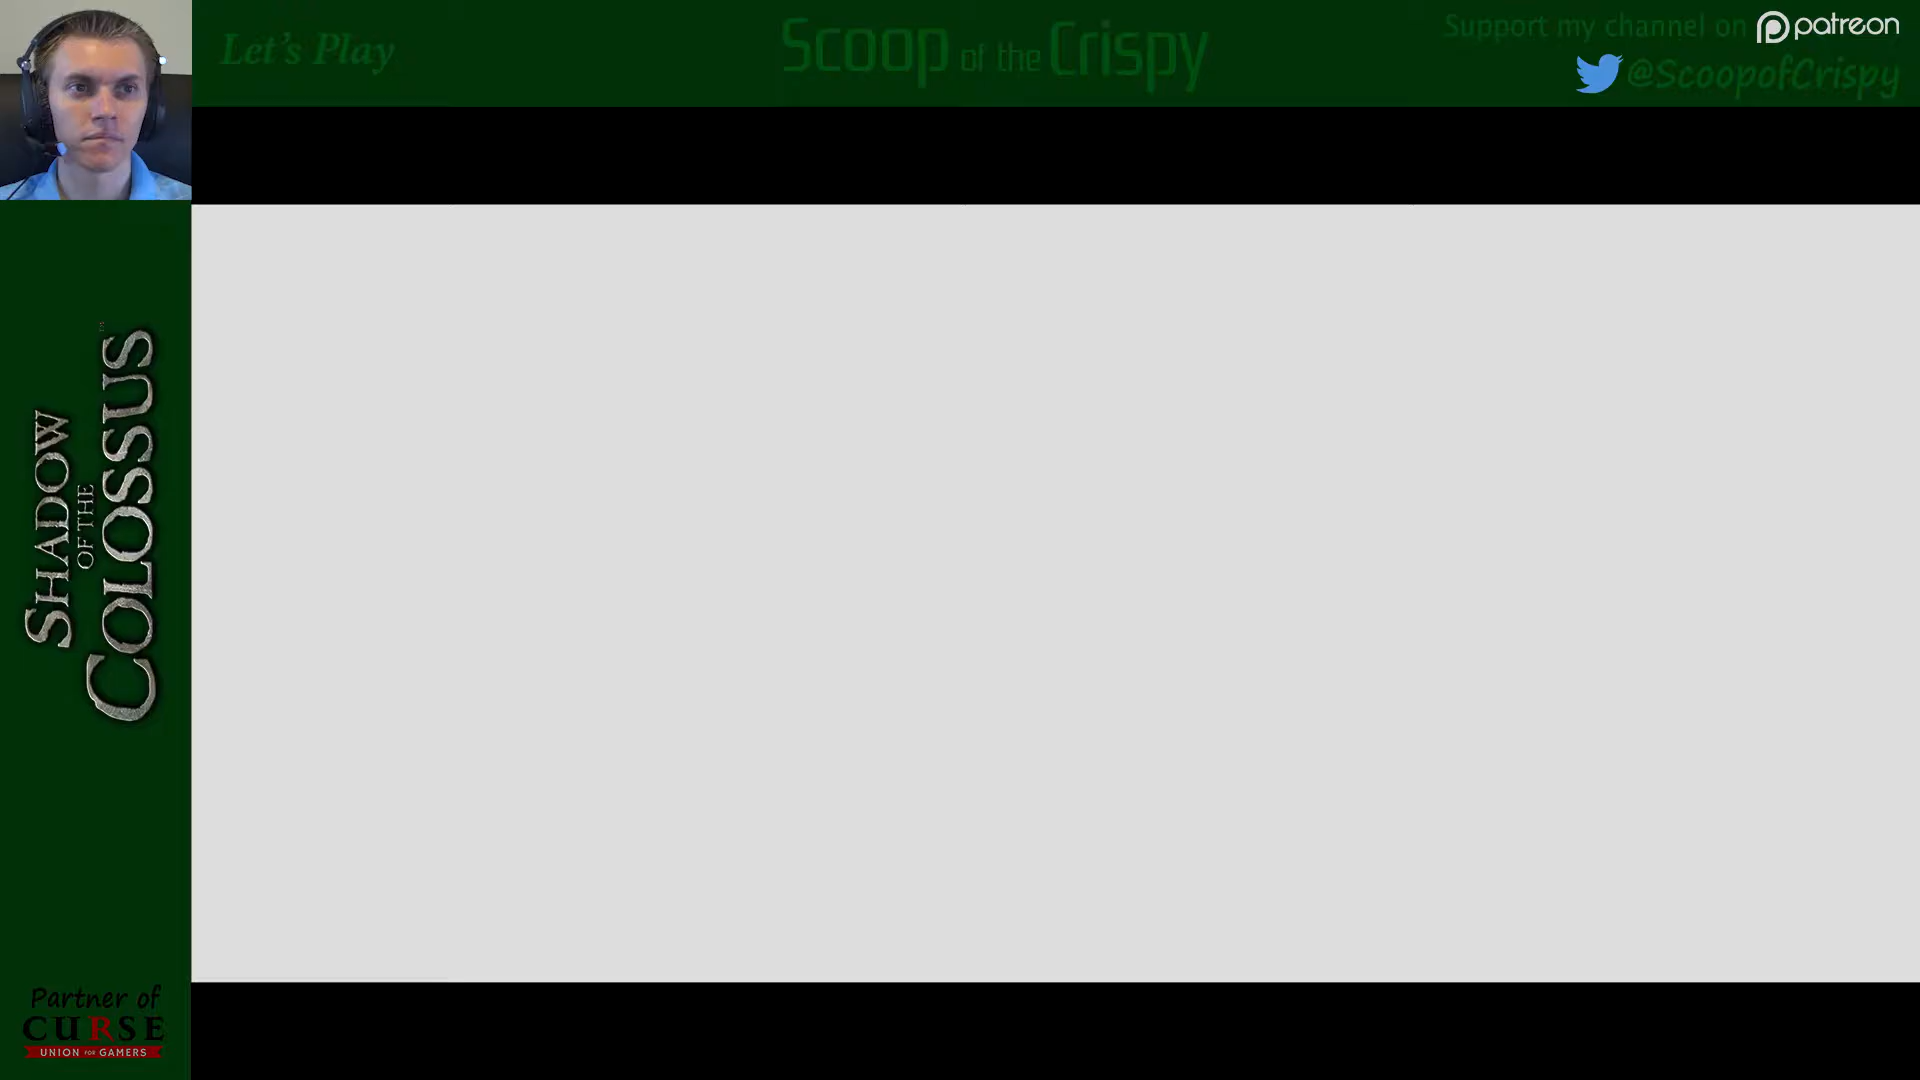 Let's Play
Scoop of the Crispy
Support my channel on patreon
@ScoopofCrispy
SHADOW
OF THE
COLOSSUS™
Partner of
CURSE
UNION FOR GAMERS